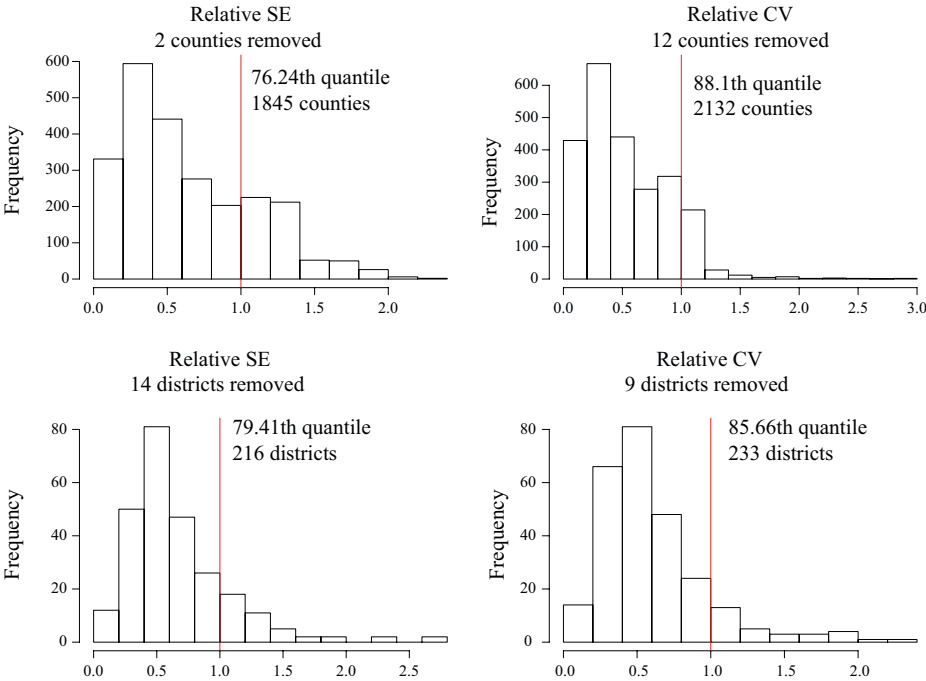 Relative SE
2 counties removed
76.24th quantile
1845 counties
Frequency
600
500
400
300
200
100
0
0.0 0.5 1.0 1.5 2.0
Relative CV
12 counties removed
88.1th quantile
2132 counties
Frequency
600
500
400
300
200
100
0
0.0 0.5 1.0 1.5 2.0 2.5 3.0
Relative SE
14 districts removed
79.41th quantile
216 districts
Frequency
80
60
40
20
0
0.0 0.5 1.0 1.5 2.0 2.5
Relative CV
9 districts removed
85.66th quantile
233 districts
Frequency
80
60
40
20
0
0.0 0.5 1.0 1.5 2.0